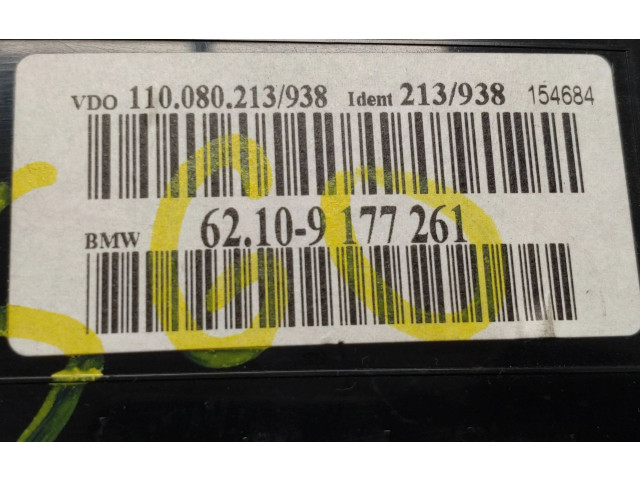 VDO 110.080.213/938 Ident 213/938 154684
BMW 62.10-9 177 261